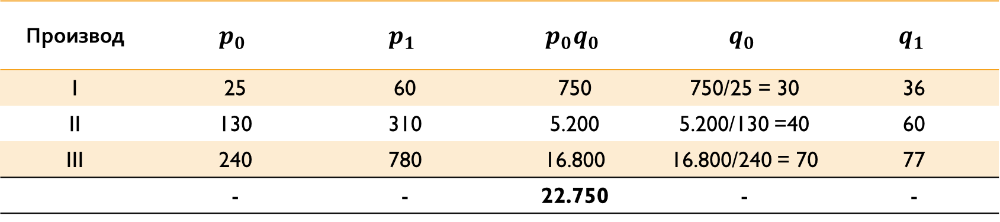 Производ p₀ p₁ p₀q₀ q₀ q₁
I 25 60 750 750/25 = 30 36
II 130 310 5.200 5.200/130 =40 60
III 240 780 16.800 16.800/240 = 70 77
- - 22.750 - -